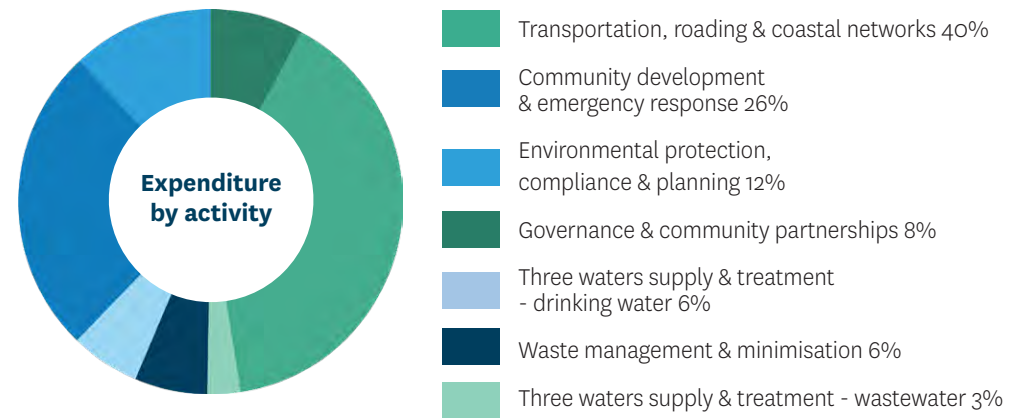 Expenditure
by activity
Transportation, roading & coastal networks 40%
Community development
& emergency response 26%
Environmental protection,
compliance & planning 12%
Governance & community partnerships 8%
Three waters supply & treatment
- drinking water 6%
Waste management & minimisation 6%
Three waters supply & treatment - wastewater 3%